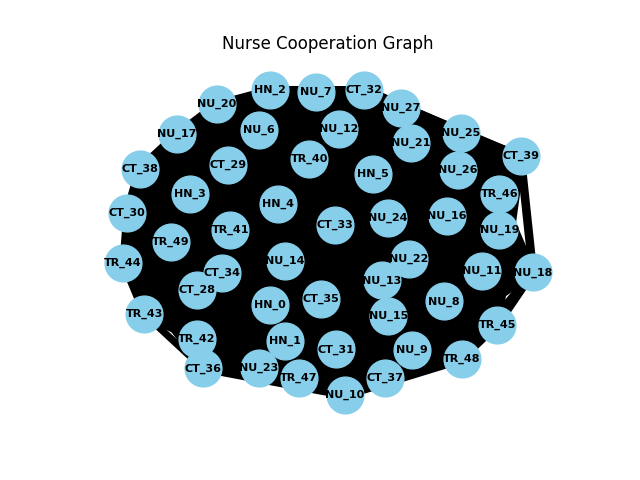 Nurse Cooperation Graph
HN_2
NU_7
CT_32
NU_20
NU_27
NU_6
NU_12
NU_17
NU_25
NU_21
CT_39
TR_40
CT_29
CT_38
NU_26
HN_5
HN_3
TR_46
HN_4
CT_30
NU_16
NU_24
CT_33
TR_41
NU_19
TR_49
NU_22
NU_14
TR_44
NU_11
NU_18
CT_34
NU_13
CT_28
CT_35
NU_8
HN_0
TR_43
NU_15
TR_45
TR_42
HN_1
CT_31
NU_9
TR_48
CT_36
NU_23
TR_47
CT_37
NU_10